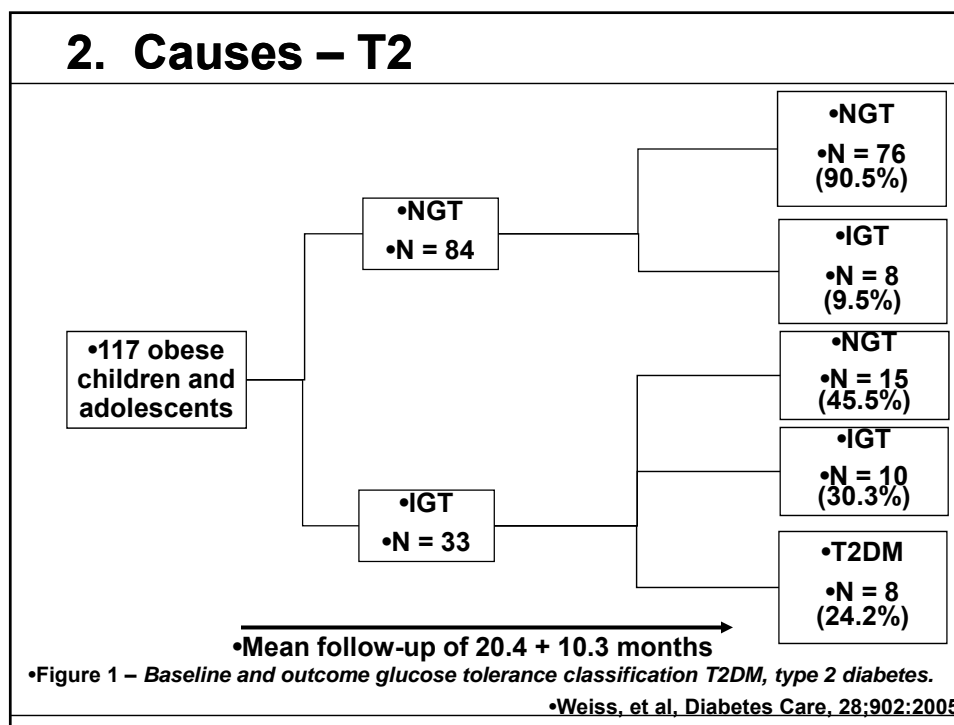 2. Causes – T2
•NGT
•N = 76
(90.5%)
•NGT
•N = 84
•IGT
•N = 8
(9.5%)
•117 obese
children and
adolescents
•NGT
•N = 15
(45.5%)
•IGT
•N = 10
(30.3%)
•IGT
•N = 33
•T2DM
•N = 8
(24.2%)
•Mean follow-up of 20.4 + 10.3 months
•Figure 1 – Baseline and outcome glucose tolerance classification T2DM, type 2 diabetes.
•Weiss, et al, Diabetes Care, 28;902:2005